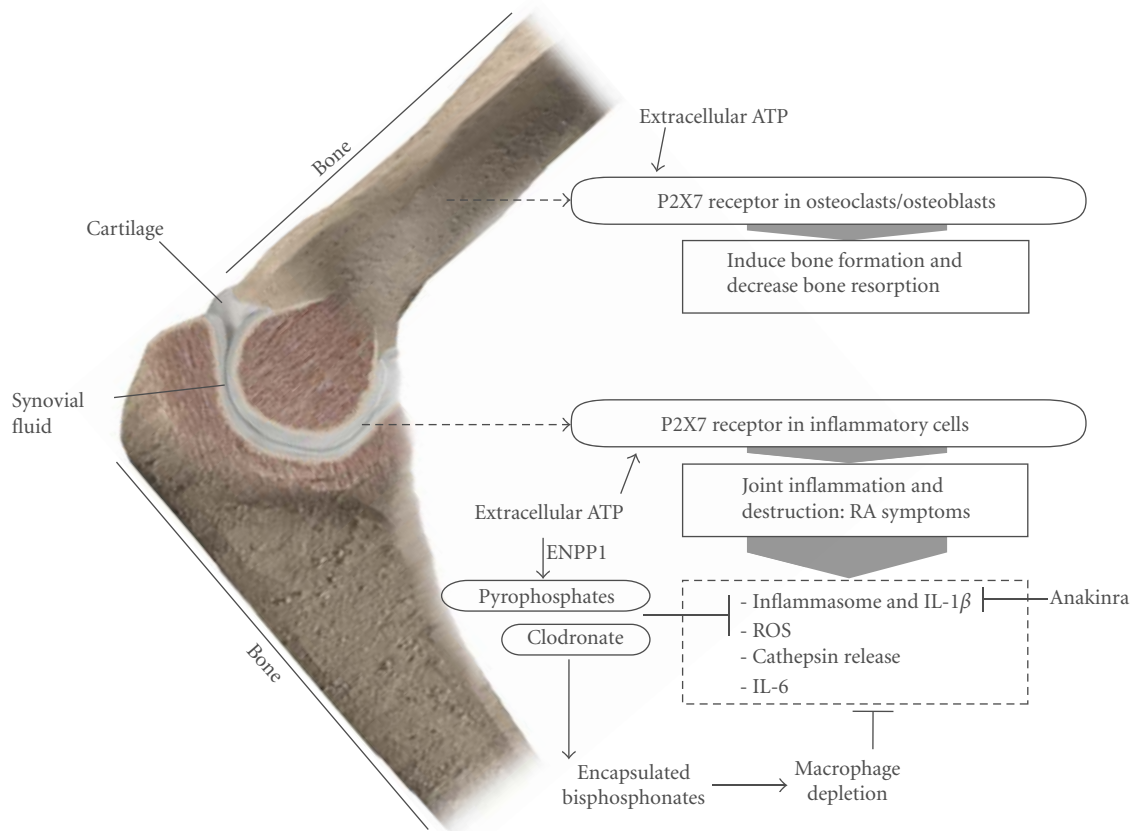 Extracellular ATP
Bone
P2X7 receptor in osteoclasts/osteoblasts
Cartilage
Induce bone formation and
decrease bone resorption
Synovial
fluid
P2X7 receptor in inflammatory cells
Joint inflammation and
destruction: RA symptoms
Extracellular ATP
ENPP1
Pyrophosphates
Clodronate
- Inflammasome and IL-1β
- ROS
- Cathepsin release
- IL-6
Anakinra
Bone
Encapsulated
bisphosphonates
Macrophage
depletion